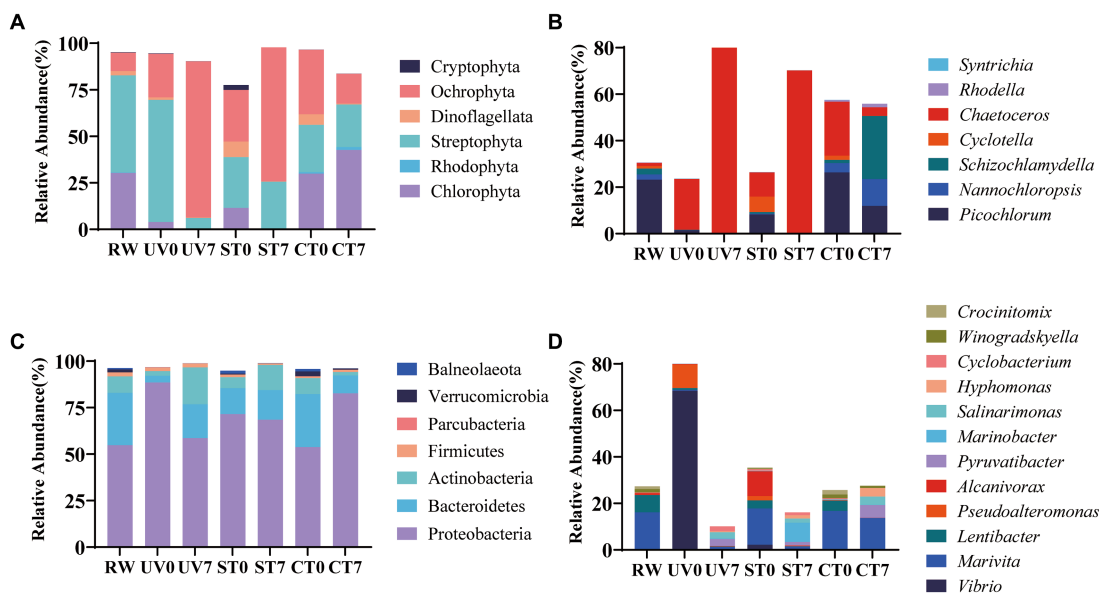 A
Relative Abundance(%)
100
75
50
25
0
RW UV0 UV7 ST0 ST7 CT0 CT7
Cryptophyta
Ochrophyta
Dinoflagellata
Streptophyta
Rhodophyta
Chlorophyta
B
Relative Abundance(%)
80
60
40
20
0
RW UV0 UV7 ST0 ST7 CT0 CT7
Syntrichia
Rhodella
Chaetoceros
Cyclotella
Schizochlamydella
Nannochloropsis
Picochlorum
C
Relative Abundance(%)
100
75
50
25
0
RW UV0 UV7 ST0 ST7 CT0 CT7
Balneolaeota
Verrucomicrobia
Parcubacteria
Firmicutes
Actinobacteria
Bacteroidetes
Proteobacteria
D
Relative Abundance(%)
80
60
40
20
0
RW UV0 UV7 ST0 ST7 CT0 CT7
Crocinitomix
Winogradskyella
Cyclobacterium
Hyphomonas
Salinarimonas
Marinobacter
Pyruvatibacter
Alcanivorax
Pseudoalteromonas
Lentibacter
Marivita
Vibrio